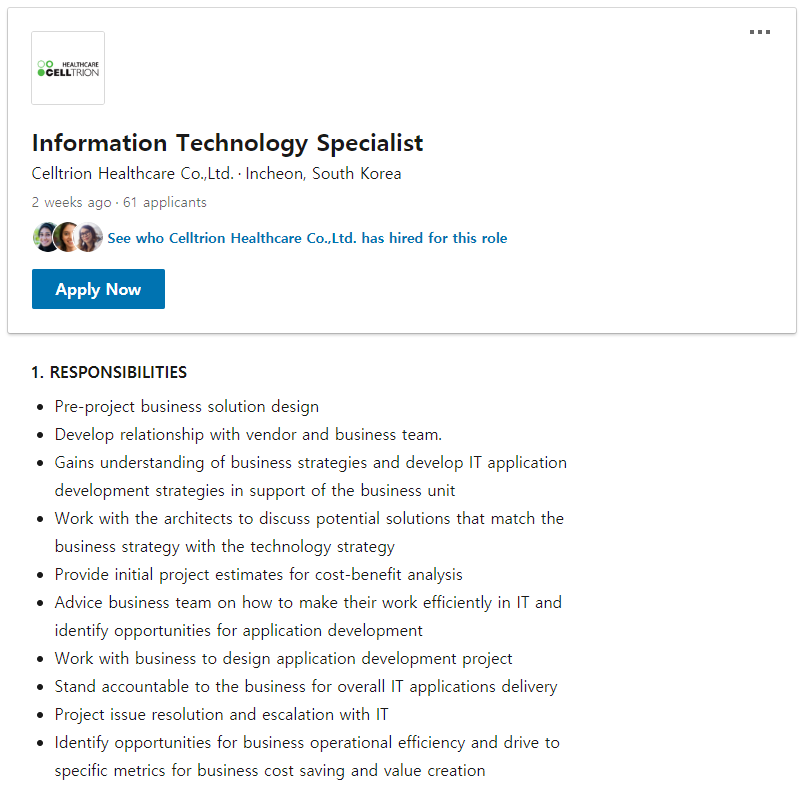 HEALTHCARE
CELLTRION
Information Technology Specialist
Celltrion Healthcare Co.,Ltd. · Incheon, South Korea
2 weeks ago · 61 applicants
See who Celltrion Healthcare Co.,Ltd. has hired for this role
Apply Now
1. RESPONSIBILITIES
• Pre-project business solution design
• Develop relationship with vendor and business team.
• Gains understanding of business strategies and develop IT application
development strategies in support of the business unit
• Work with the architects to discuss potential solutions that match the
business strategy with the technology strategy
• Provide initial project estimates for cost-benefit analysis
• Advice business team on how to make their work efficiently in IT and
identify opportunities for application development
• Work with business to design application development project
• Stand accountable to the business for overall IT applications delivery
• Project issue resolution and escalation with IT
• Identify opportunities for business operational efficiency and drive to
specific metrics for business cost saving and value creation